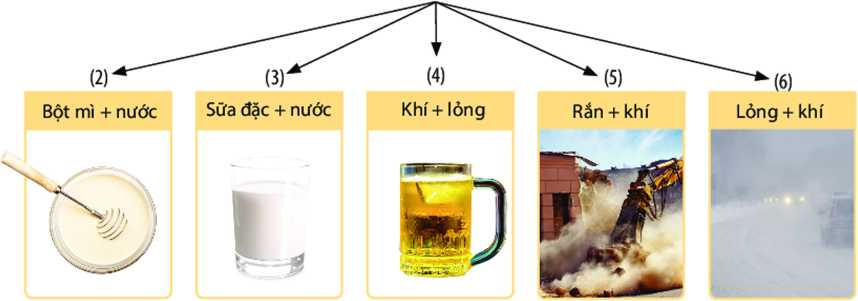 (2)
(3)
(4)
(5)
(6)
Bột mì + nước
Sữa đặc + nước
Khí + lỏng
Rắn + khí
Lỏng + khí